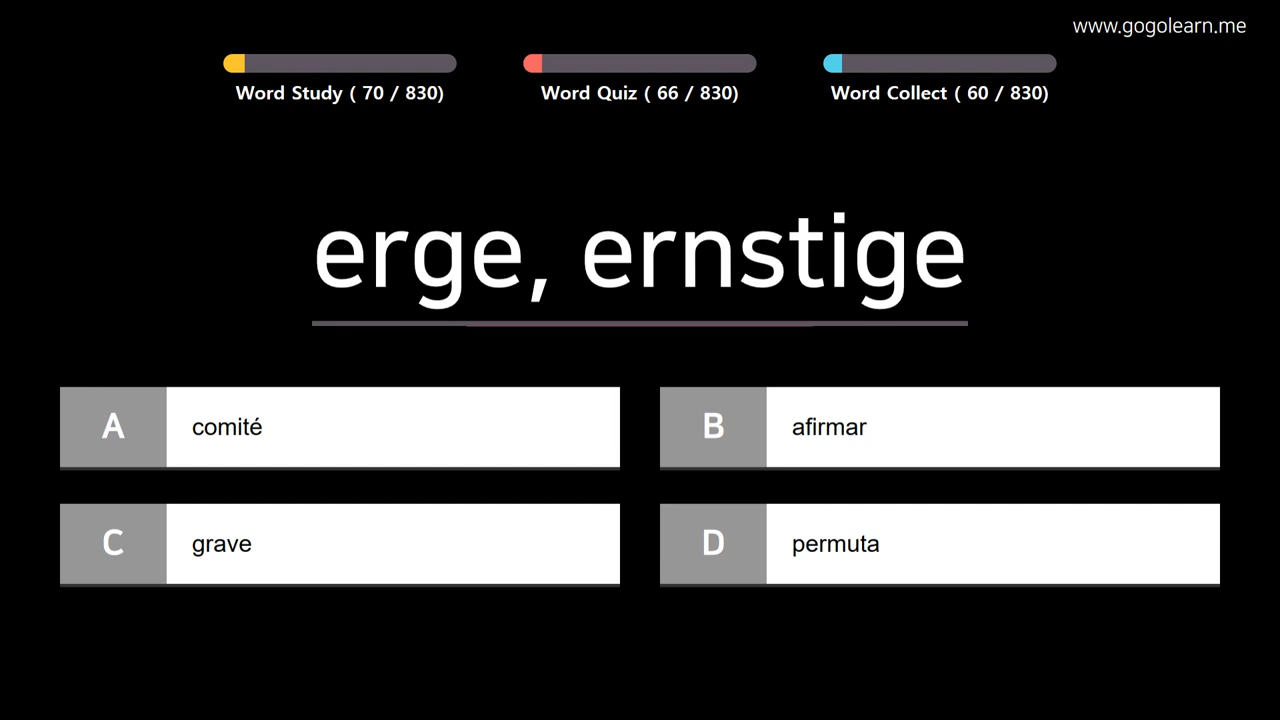 www.gogolearn.me
Word Study ( 70 / 830)
Word Quiz ( 66 / 830)
Word Collect ( 60 / 830)
erge, ernstige
A comité
B afirmar
C grave
D permuta